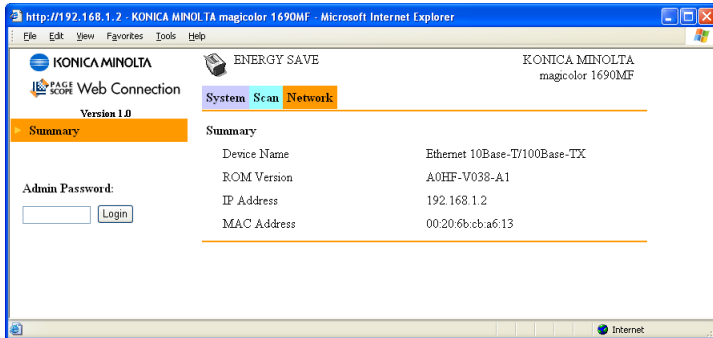 http://192.168.1.2 - KONICA MINOLTA magicolor 1690MF - Microsoft Internet Explorer
File Edit View Favorites Tools Help
KONICA MINOLTA
PAGE SCOPE Web Connection
Version 1.0
Summary
Admin Password:
Login
ENERGY SAVE
KONICA MINOLTA
magicolor 1690MF
System Scan Network
Summary
Device Name Ethernet 10Base-T/100Base-TX
ROM Version A0HF-V038-A1
IP Address 192.168.1.2
MAC Address 00:20:6b:cb:a6:13
Internet